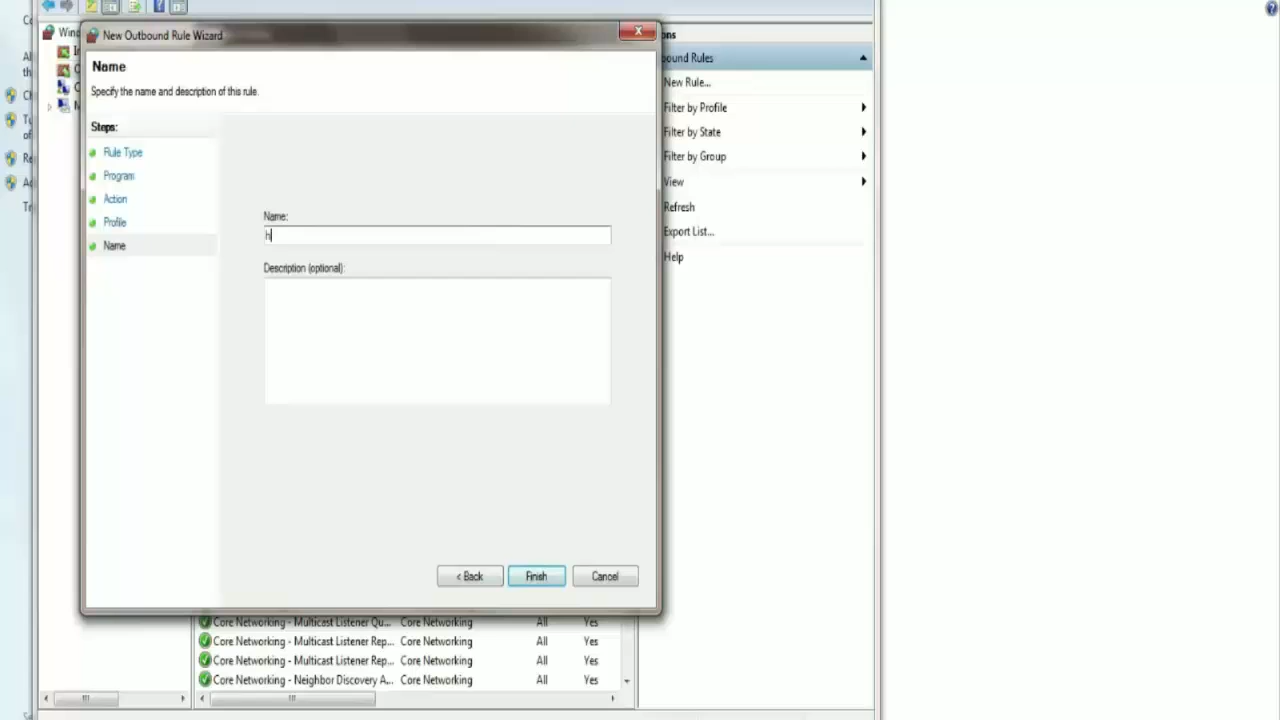 New Outbound Rule Wizard
Name
Specify the name and description of this rule.
Steps:
Rule Type
Program
Action
Profile
Name
Name:
h
Description (optional):
< Back
Finish
Cancel
New Rule...
Filter by Profile
Filter by State
Filter by Group
View
Refresh
Export List...
Help
Core Networking - Multicast Listener Qu... Core Networking All Yes
Core Networking - Multicast Listener Rep... Core Networking All Yes
Core Networking - Multicast Listener Rep... Core Networking All Yes
Core Networking - Neighbor Discovery A... Core Networking All Yes